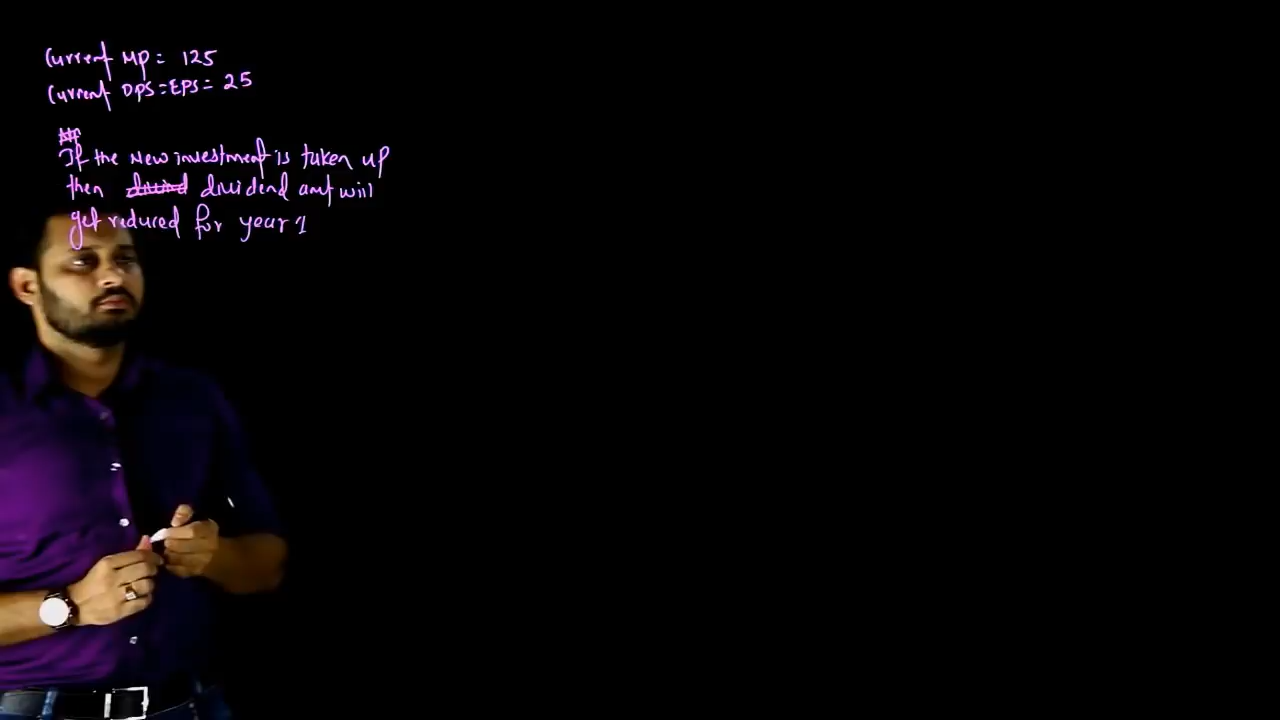 Current MP = 125
Current DPS = EPS = 25
If the New investment is taken up
then dividend amt will
get reduced for year 1